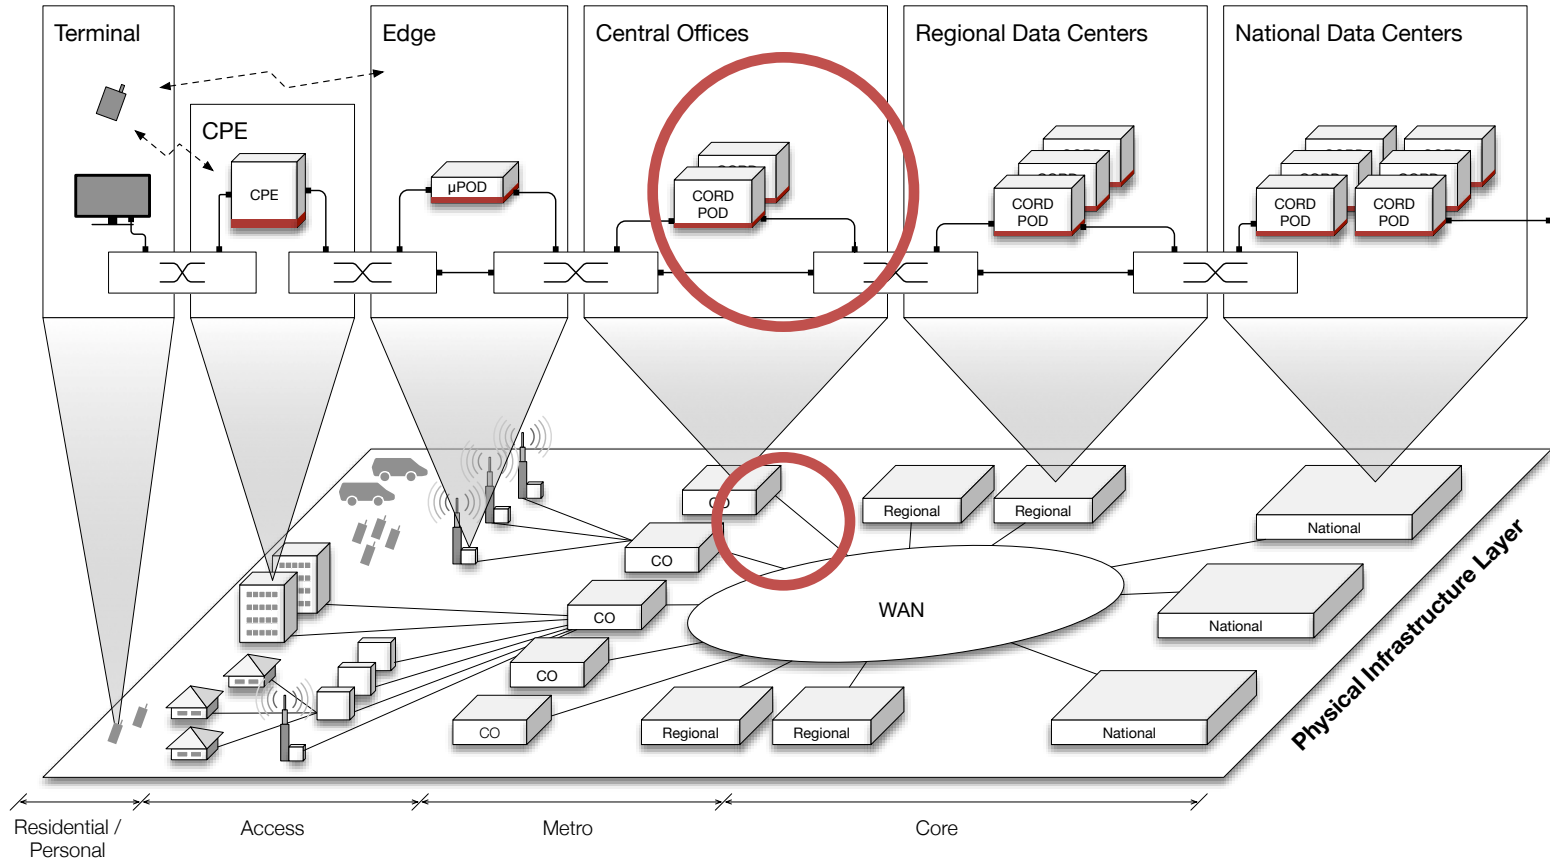 Terminal
Edge
Central Offices
Regional Data Centers
National Data Centers
CPE
CPE
µPOD
CORD
CORD
POD
CORD
POD
CORD
POD
CORD
POD
CO
Regional
Regional
National
CO
CO
WAN
National
CO
CO
Regional
Regional
National
Physical Infrastructure Layer
Residential /
Personal
Access
Metro
Core